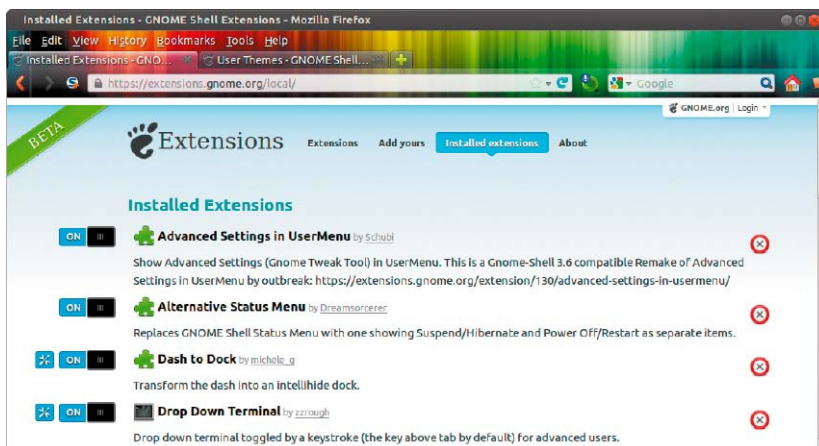 Installed Extensions - GNOME Shell Extensions - Mozilla Firefox
File Edit View History Bookmarks Tools Help
Installed Extensions - GNO... User Themes - GNOME Shell...
https://extensions.gnome.org/local/
Google
GNOME.org | Login
BETA
Extensions Extensions Add yours Installed extensions About
Installed Extensions
ON Advanced Settings in UserMenu by Schubi
Show Advanced Settings (Gnome Tweak Tool) in UserMenu. This is a Gnome-Shell 3.6 compatible Remake of Advanced
Settings in UserMenu by outbreak: https://extensions.gnome.org/extension/130/advanced-settings-in-usermenu/
ON Alternative Status Menu by Dreamsorcerer
Replaces GNOME Shell Status Menu with one showing Suspend/Hibernate and Power Off/Restart as separate items.
ON Dash to Dock by michele_g
Transform the dash into an intellihide dock.
ON Drop Down Terminal by zzrough
Drop down terminal toggled by a keystroke (the key above tab by default) for advanced users.